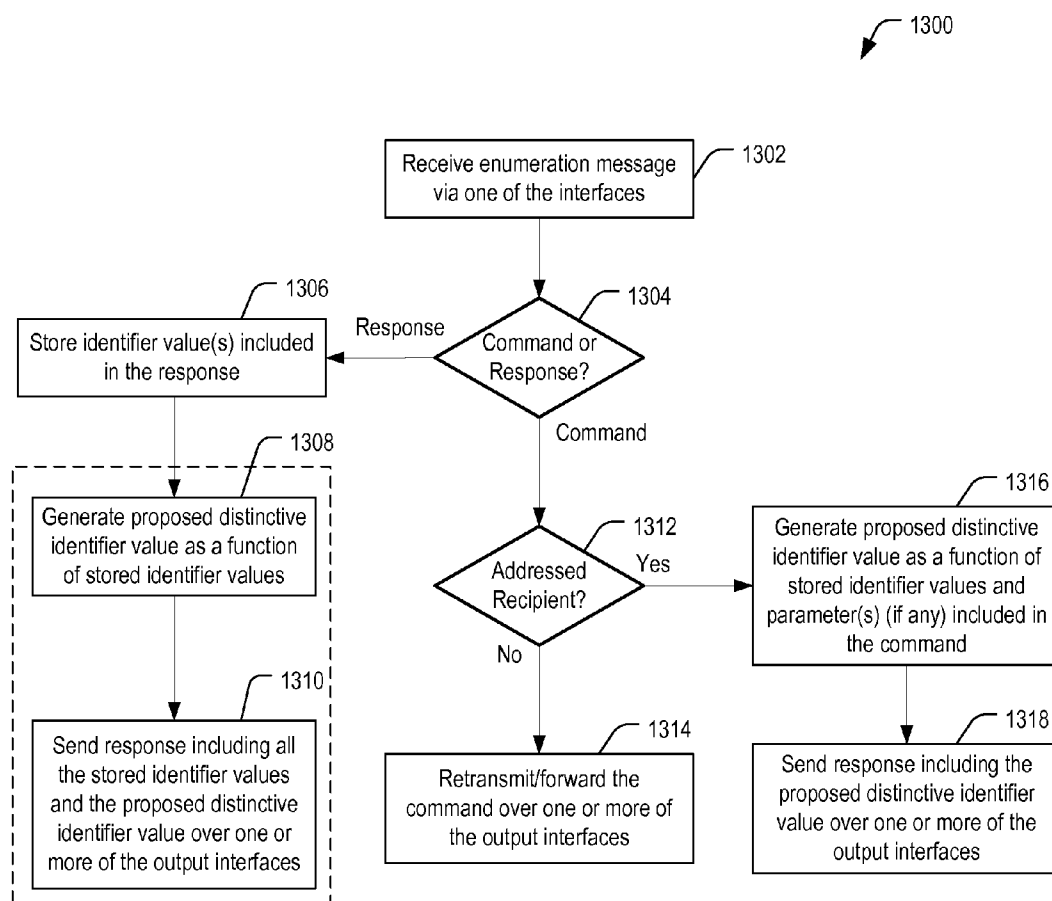 1300
Receive enumeration message
via one of the interfaces
1302
1304
Command or
Response?
Response
Command
1306
Store identifier value(s) included
in the response
1308
Generate proposed distinctive
identifier value as a function
of stored identifier values
1310
Send response including all
the stored identifier values
and the proposed distinctive
identifier value over one or
more of the output interfaces
1312
Addressed
Recipient?
Yes
No
1314
Retransmit/forward the
command over one or more of
the output interfaces
1316
Generate proposed distinctive
identifier value as a function of
stored identifier values and
parameter(s) (if any) included in
the command
1318
Send response including the
proposed distinctive identifier
value over one or more of the
output interfaces